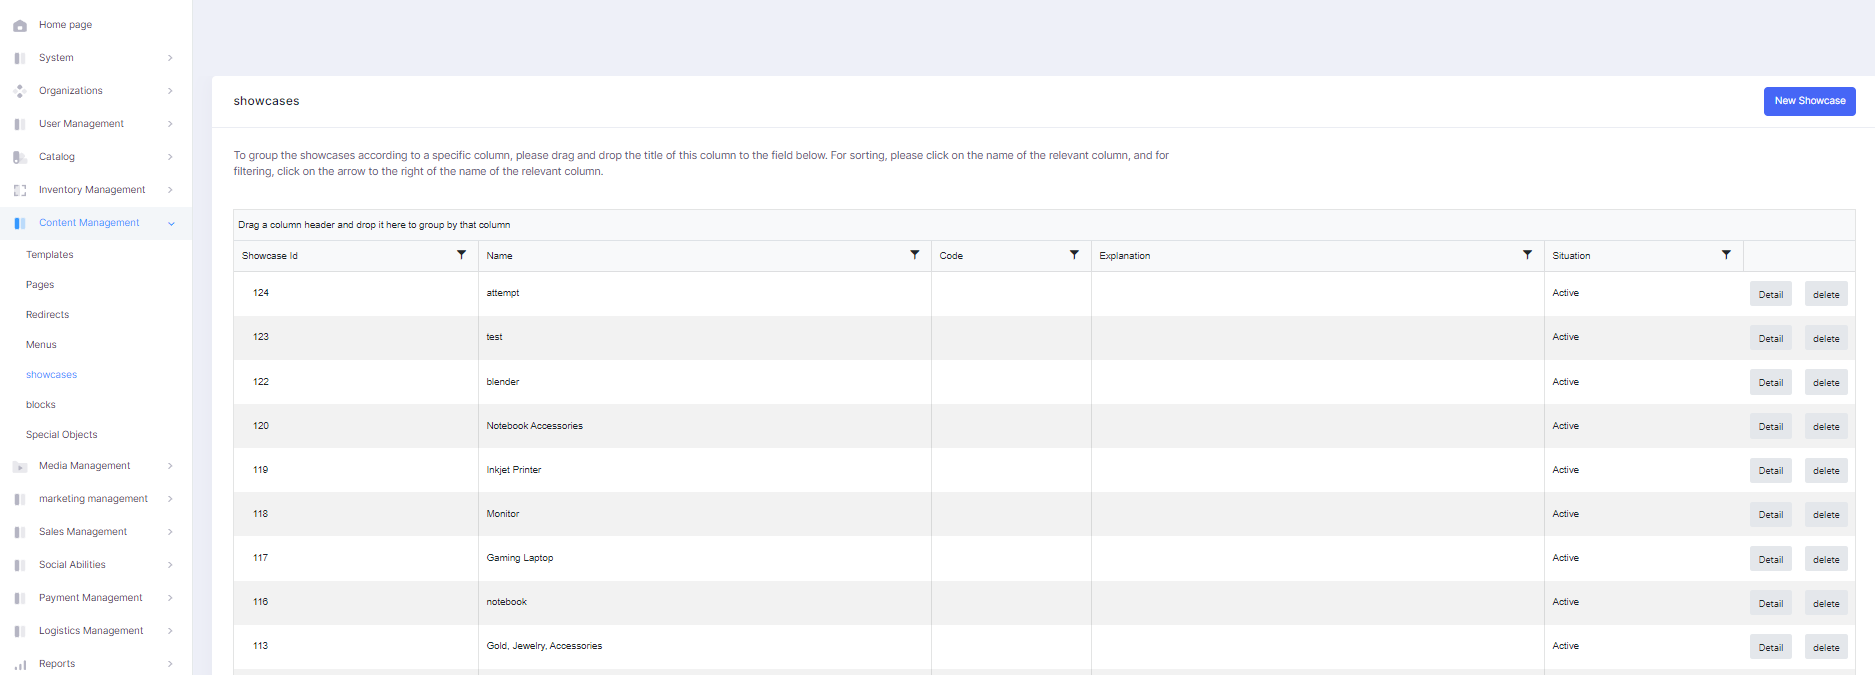 Home page
System
Organizations
User Management
Catalog
Inventory Management
Content Management
Templates
Pages
Redirects
Menus
showcases
blocks
Special Objects
Media Management
marketing management
Sales Management
Social Abilities
Payment Management
Logistics Management
Reports
showcases
New Showcase
To group the showcases according to a specific column, please drag and drop the title of this column to the field below. For sorting, please click on the name of the relevant column, and for
filtering, click on the arrow to the right of the name of the relevant column.
Drag a column header and drop it here to group by that column
Showcase Id Name Code Explanation Situation
124 attempt Active Detail delete
123 test Active Detail delete
122 blender Active Detail delete
120 Notebook Accessories Active Detail delete
119 Inkjet Printer Active Detail delete
118 Monitor Active Detail delete
117 Gaming Laptop Active Detail delete
116 notebook Active Detail delete
113 Gold, Jewelry, Accessories Active Detail delete